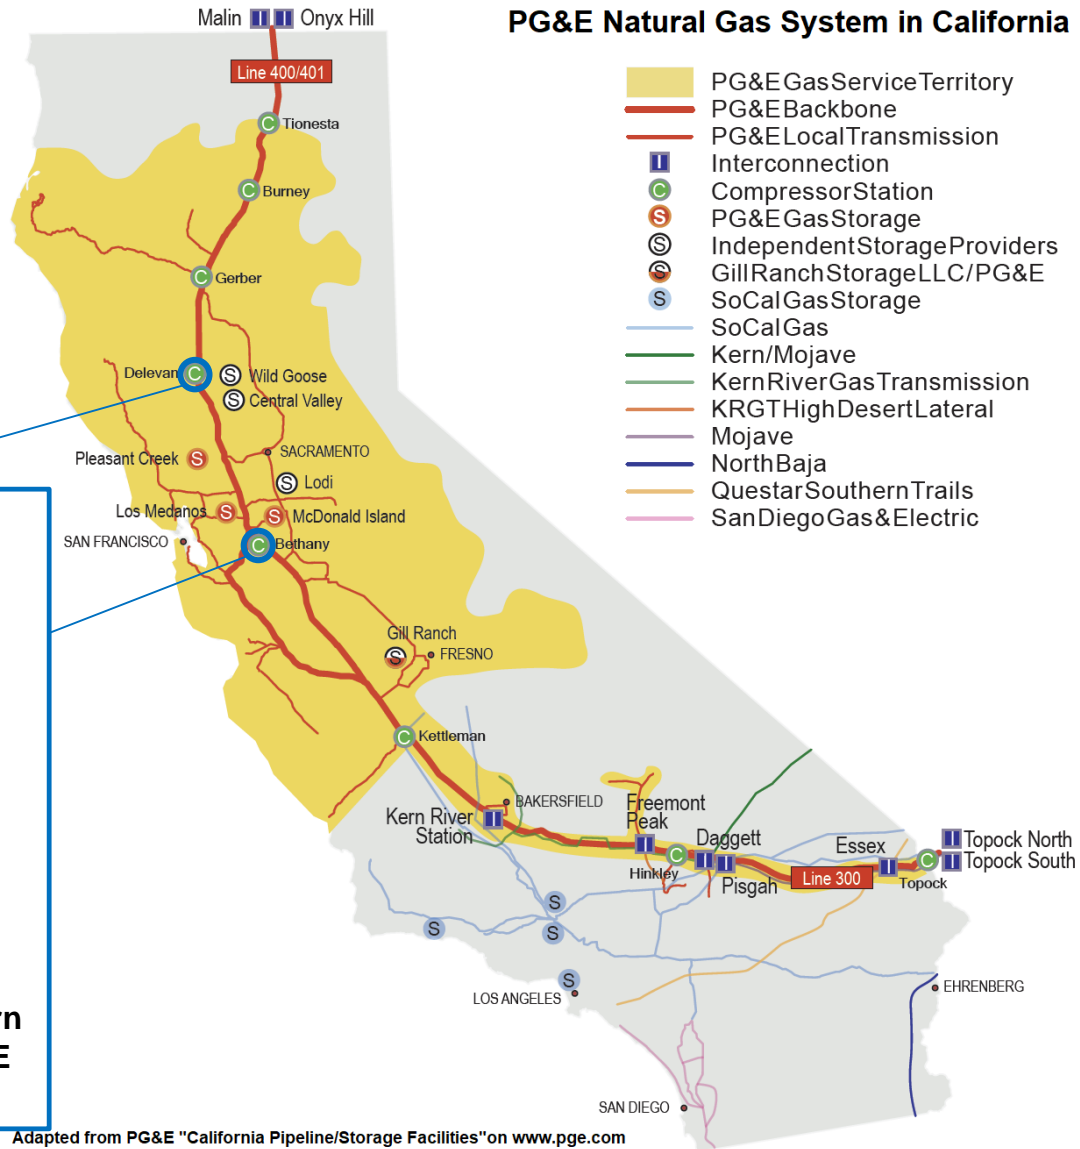 PG&E Natural Gas System in California
Malin
Onyx Hill
Line 400/401
PG&E Gas Service Territory
PG&E Backbone
PG&E Local Transmission
I Interconnection
C Compressor Station
S PG&E Gas Storage
S Independent Storage Providers
S Gill Ranch Storage LLC/PG&E
S SoCal Gas Storage
SoCal Gas
Kern/Mojave
Kern River Gas Transmission
KRGT High Desert Lateral
Mojave
North Baja
Questar Southern Trails
San Diego Gas & Electric
C Tionesta
C Burney
C Gerber
Delevan C
S Wild Goose
S Central Valley
SACRAMENTO
Pleasant Creek S
S Lodi
Los Medanos S
S McDonald Island
SAN FRANCISCO
C Bethany
Gill Ranch
S
FRESNO
C Kettleman
BAKERSFIELD
Kern River
Station
I
Freemont
Peak
I
C
Hinkley
Daggett
I
I
Pisgah
Line 300
Essex
I
C
Topock
I Topock North
I Topock South
S
S
S
S
LOS ANGELES
EHRENBERG
SAN DIEGO
rn
E
Adapted from PG&E "California Pipeline/Storage Facilities"on www.pge.com